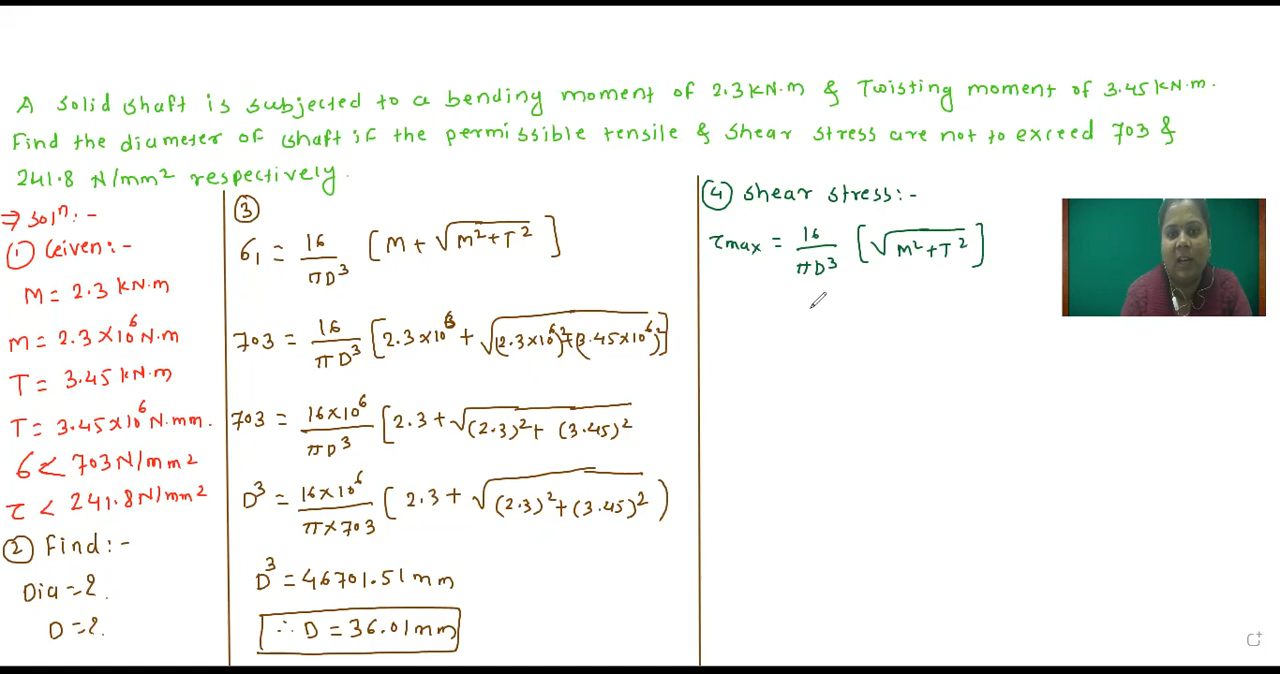 A solid shaft is subjected to a bending moment of 2.3 KN.m & Twisting moment of 3.45 KN.m.
Find the diameter of shaft if the permissible tensile & shear stress are not to exceed 703 &
241.8 N/mm2 respectively.
⇒ Solⁿ:-
① Given:-
M = 2.3 KN.m
m = 2.3×10⁶ N.m
T = 3.45 KN.m
T = 3.45×10⁶ N.mm.
σ < 703 N/mm2
τ < 241.8 N/mm2
② Find:-
Dia = ?.
D = ?.
③
σ₁ = 16/πD³ [M + √M²+T²]
703 = 16/πD³ [2.3×10⁶ + √(2.3×10⁶)²+(3.45×10⁶)²]
703 = 16×10⁶/πD³ [2.3 + √(2.3)²+ (3.45)²
D³ = 16×10⁶/π×703 (2.3 + √(2.3)²+(3.45)²)
D³ = 46701.51 mm
∴ D = 36.01 mm
④ Shear stress:-
τmax = 16/πD³ [√M²+T²]